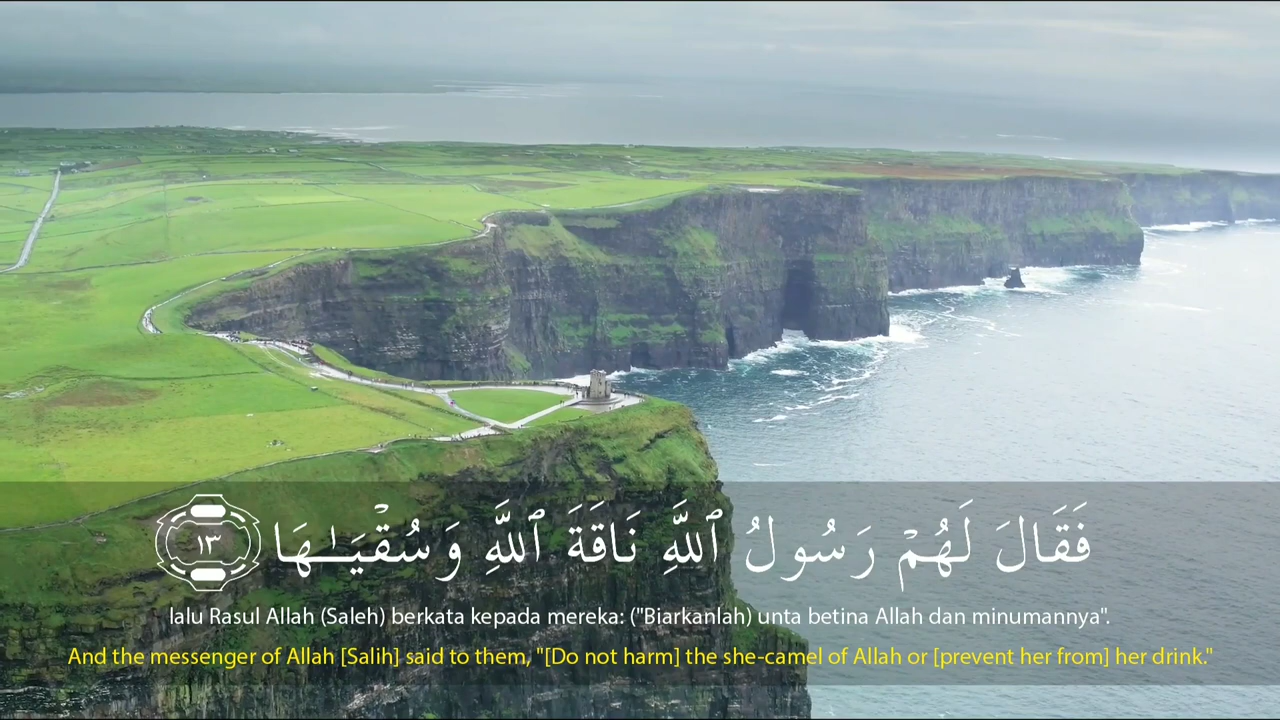 فَقَالَ لَهُمْ رَسُولُ ٱللَّهِ نَاقَةَ ٱللَّهِ وَسُقْيَـٰهَا ١٣
lalu Rasul Allah (Saleh) berkata kepada mereka: ("Biarkanlah) unta betina Allah dan minumannya".
And the messenger of Allah [Salih] said to them, "[Do not harm] the she-camel of Allah or [prevent her from] her drink."